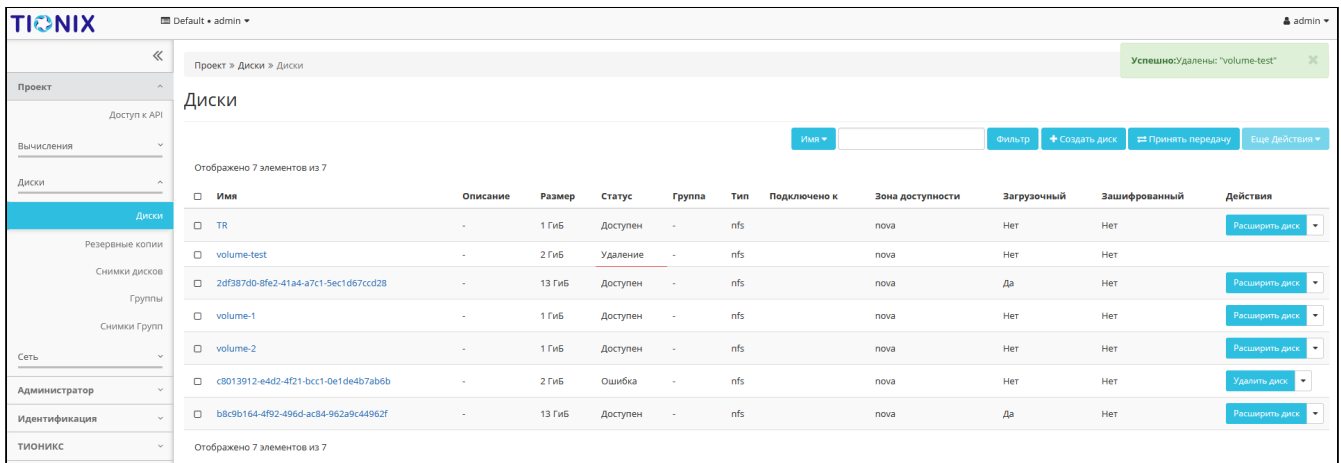 TIONIX Default • admin admin
Проект » Диски » Диски
Успешно:Удалены: "volume-test" ×
Проект
Доступ к API
Вычисления
Диски
Диски
Резервные копии
Снимки дисков
Группы
Снимки Групп
Сеть
Администратор
Идентификация
ТИОНИКС
Диски
Имя Фильтр + Создать диск Принять передачу Еще Действия
Отображено 7 элементов из 7
Имя Описание Размер Статус Группа Тип Подключено к Зона доступности Загрузочный Зашифрованный Действия
TR - 1 ГиБ Доступен - nfs nova Нет Нет Расширить диск
volume-test - 2 ГиБ Удаление - nfs nova Нет Нет
2df387d0-8fe2-41a4-a7c1-5ec1d67ccd28 - 13 ГиБ Доступен - nfs nova Да Нет Расширить диск
volume-1 - 1 ГиБ Доступен - nfs nova Нет Нет Расширить диск
volume-2 - 1 ГиБ Доступен - nfs nova Нет Нет Расширить диск
c8013912-e4d2-4f21-bcc1-0e1de4b7ab6b - 2 ГиБ Ошибка - nfs nova Нет Нет Удалить диск
b8c9b164-4f92-496d-ac84-962a9c44962f - 13 ГиБ Доступен - nfs nova Да Нет Расширить диск
Отображено 7 элементов из 7